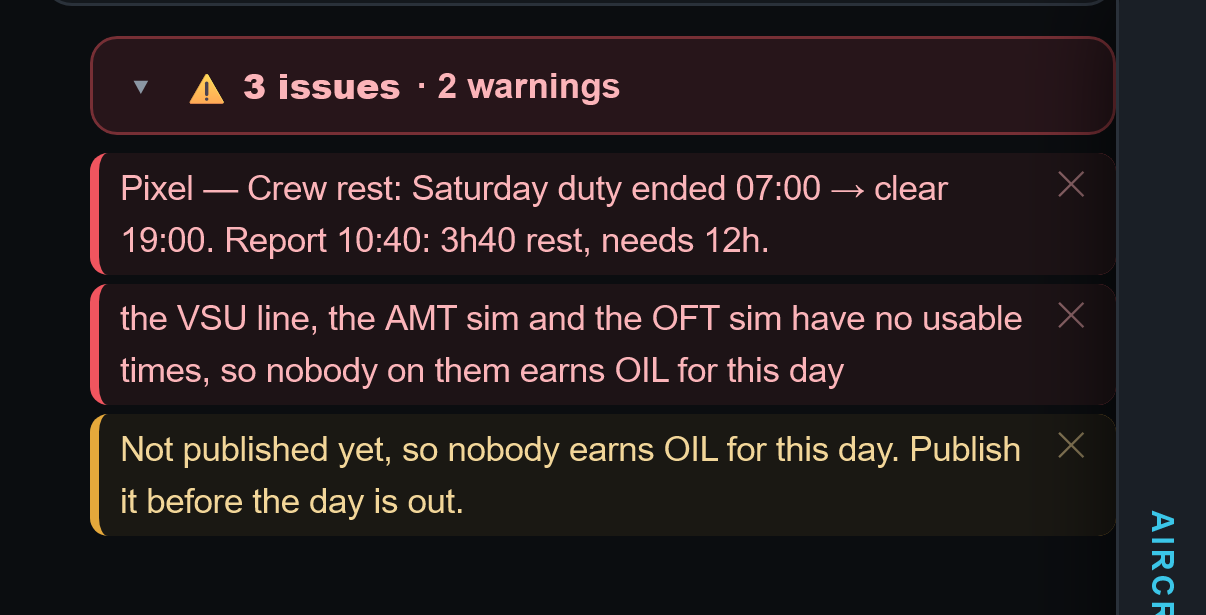 3 issues · 2 warnings
Pixel — Crew rest: Saturday duty ended 07:00 → clear
19:00. Report 10:40: 3h40 rest, needs 12h.
the VSU line, the AMT sim and the OFT sim have no usable
times, so nobody on them earns OIL for this day
Not published yet, so nobody earns OIL for this day. Publish
it before the day is out.